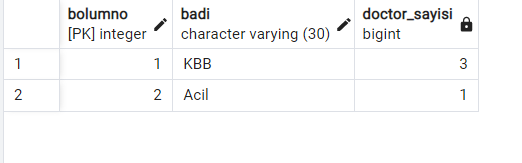 bolumno badi doctor_sayisi
[PK] integer character varying (30) bigint
1 1 KBB 3
2 2 Acil 1